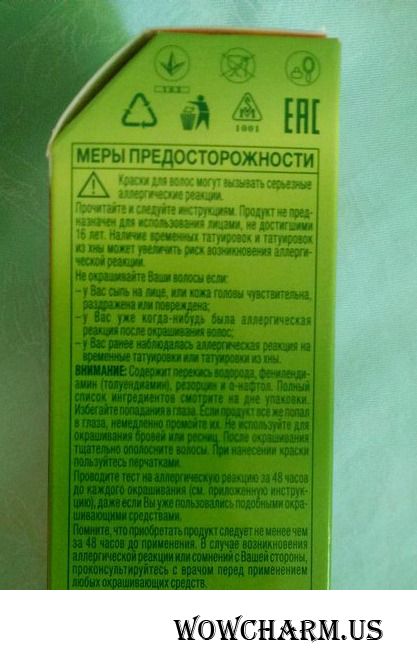 1001
EAC
МЕРЫ ПРЕДОСТОРОЖНОСТИ
Краски для волос могут вызывать серьезные
аллергические реакции.
Прочитайте и следуйте инструкциям. Продукт не пред-
назначен для использования лицами, не достигшими
16 лет. Наличие временных татуировок и татуировок
из хны может увеличить риск возникновения аллерги-
ческой реакции.
Не окрашивайте Ваши волосы если:
– у Вас сыпь на лице, или кожа головы чувствительна,
раздражена или повреждена;
– у Вас уже когда-нибудь была аллергическая
реакция после окрашивания волос;
– у Вас ранее наблюдалась аллергическая реакция на
временные татуировки или татуировки из хны.
ВНИМАНИЕ: Содержит перекись водорода, фениленди-
амин (толуендиамин), резорцин и α-нафтол. Полный
список ингредиентов смотрите на дне упаковки.
Избегайте попадания в глаза. Если продукт все же попал
в глаза, немедленно промойте их. Не используйте для
окрашивания бровей или ресниц. После окрашивания
тщательно ополосните волосы. При нанесении краски
пользуйтесь перчатками.
Проводите тест на аллергическую реакцию за 48 часов
до каждого окрашивания (см. приложенную инструк-
цию), даже если Вы уже пользовались подобными окра-
шивающими средствами.
Помните, что приобретать продукт следует не менее чем
за 48 часов до применения. В случае возникновения
аллергической реакции или сомнений с Вашей стороны,
проконсультируйтесь с врачом перед применением
любых окрашивающих средств.
WOWCHARM.US